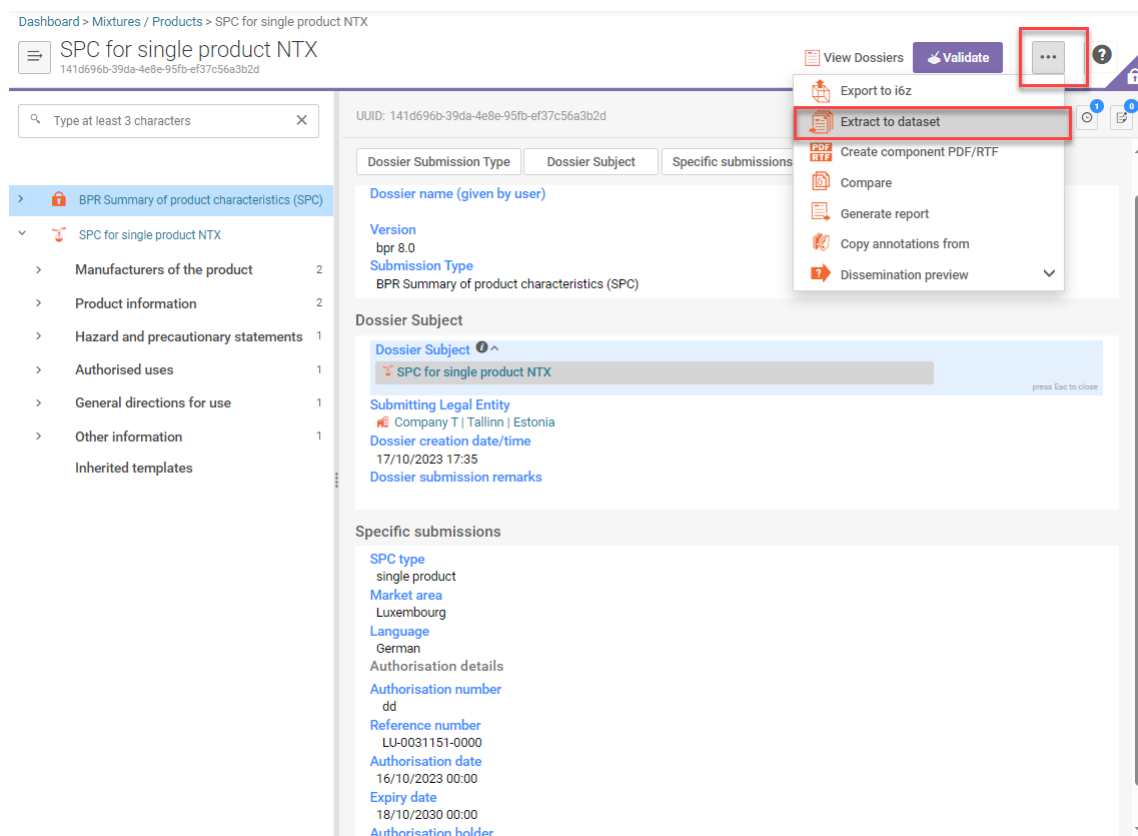 Dashboard > Mixtures / Products > SPC for single product NTX
SPC for single product NTX
141d696b-39da-4e8e-95fb-ef37c56a3b2d
View Dossiers
Validate
Export to i6z
Extract to dataset
PDF RTF Create component PDF/RTF
Compare
Generate report
Copy annotations from
Dissemination preview
1
0
Type at least 3 characters
BPR Summary of product characteristics (SPC)
SPC for single product NTX
Manufacturers of the product 2
Product information 2
Hazard and precautionary statements 1
Authorised uses 1
General directions for use 1
Other information 1
Inherited templates
UUID: 141d696b-39da-4e8e-95fb-ef37c56a3b2d
Dossier Submission Type Dossier Subject Specific submissions
Dossier name (given by user)
Version
bpr 8.0
Submission Type
BPR Summary of product characteristics (SPC)
Dossier Subject
Dossier Subject
SPC for single product NTX
press Esc to close
Submitting Legal Entity
Company T | Tallinn | Estonia
Dossier creation date/time
17/10/2023 17:35
Dossier submission remarks
Specific submissions
SPC type
single product
Market area
Luxembourg
Language
German
Authorisation details
Authorisation number
dd
Reference number
LU-0031151-0000
Authorisation date
16/10/2023 00:00
Expiry date
18/10/2030 00:00
Authorisation holder